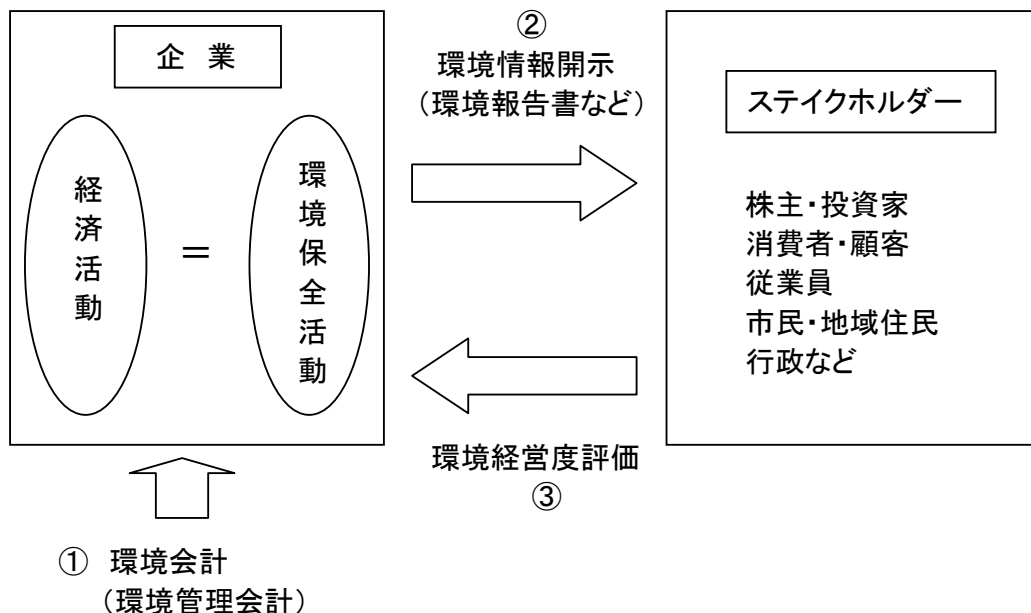 企 業
経済活動
＝
環境保全活動
②
環境情報開示
（環境報告書など）
ステイクホルダー
株主・投資家
消費者・顧客
従業員
市民・地域住民
行政など
環境経営度評価
③
① 環境会計
（環境管理会計）